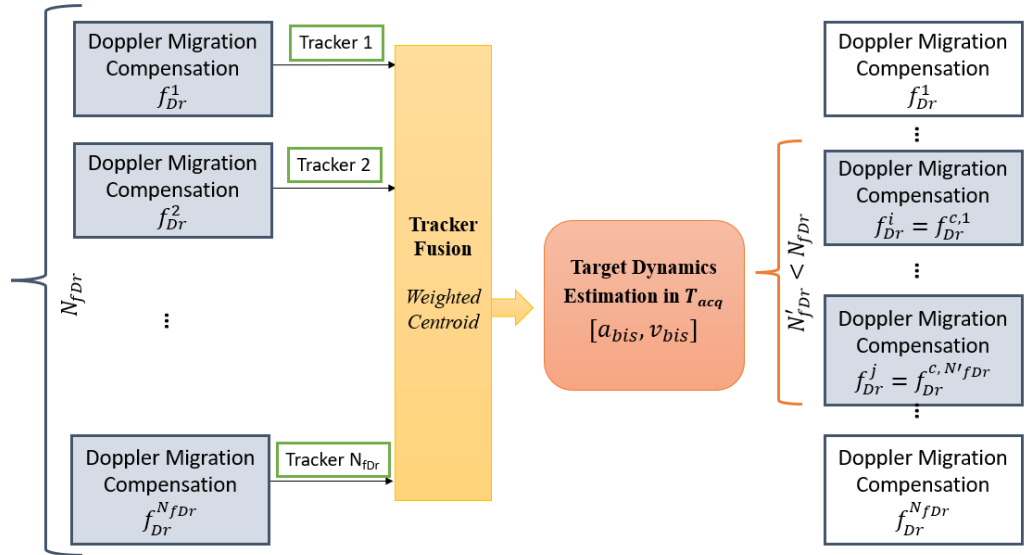 Doppler Migration
Compensation
$f_{Dr}^{1}$
Tracker 1
Doppler Migration
Compensation
$f_{Dr}^{2}$
Tracker 2
$N_{fDr}$
...
Doppler Migration
Compensation
$f_{Dr}^{N_{fDr}}$
Tracker N_{fDr}
Tracker
Fusion
Weighted
Centroid
Target Dynamics
Estimation in $T_{acq}$
$[a_{bis}, v_{bis}]$
$N'_{fDr} < N_{fDr}$
Doppler Migration
Compensation
$f_{Dr}^{1}$
...
Doppler Migration
Compensation
$f_{Dr}^{i} = f_{Dr}^{c,1}$
...
Doppler Migration
Compensation
$f_{Dr}^{j} = f_{Dr}^{c,N'_{fDr}}$
...
Doppler Migration
Compensation
$f_{Dr}^{N_{fDr}}$